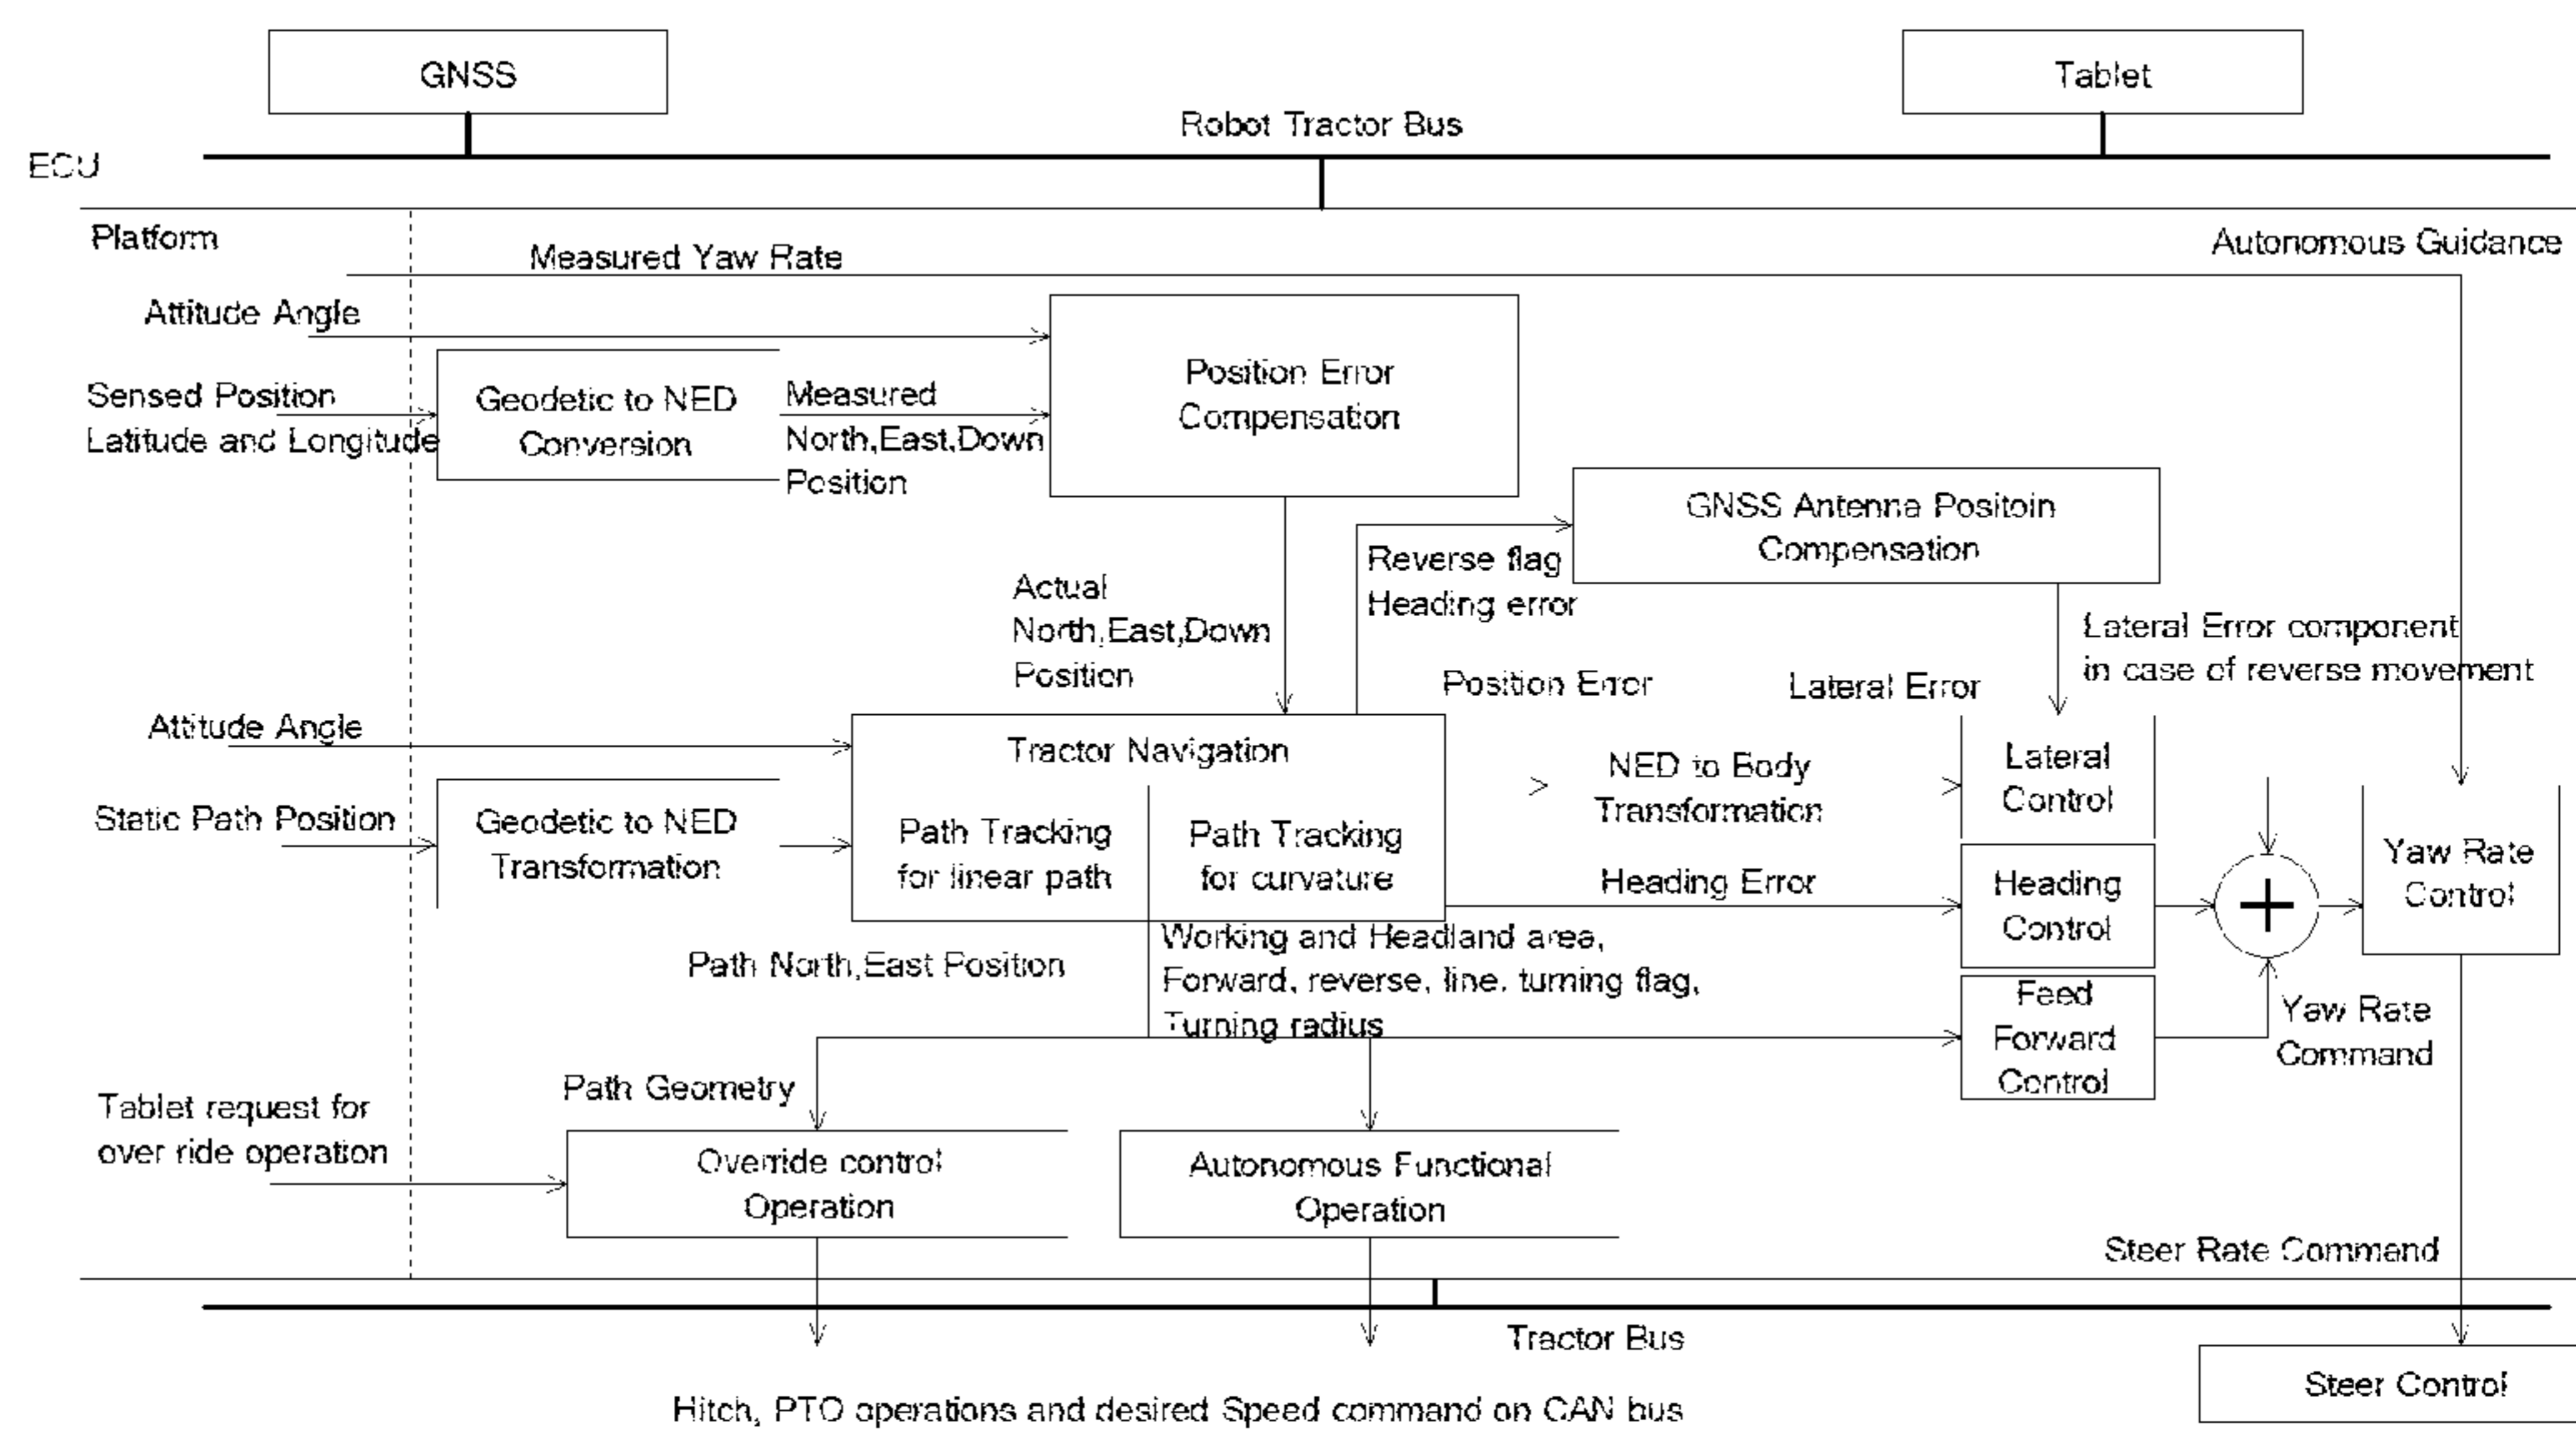 GNSS
Tablet
Robot Tractor Bus
ECU
Platform
Autonomous Guidance
Measured Yaw Rate
Attitude Angle
Sensed Position
Latitude and Longitude
Geodetic to NED
Conversion
Measured
North,East,Down
Position
Position Error
Compensation
GNSS Antenna Positoin
Compensation
Reverse flag
Heading error
Actual
North,East,Down
Position
Lateral Error component
in case of reverse movement
Position Error
Lateral Error
Attitude Angle
Tractor Navigation
NED to Body
Transformation
Lateral
Control
Static Path Position
Geodetic to NED
Transformation
Path Tracking
for linear path
Path Tracking
for curvature
Heading Error
Heading
Control
Yaw Rate
Control
Path North,East Position
Working and Headland area,
Forward, reverse, line, turning flag,
Turning radius
Feed
Forward
Control
Yaw Rate
Command
Path Geometry
Tablet request for
over ride operation
Override control
Operation
Autonomous Functional
Operation
Steer Rate Command
Tractor Bus
Steer Control
Hitch, PTO operations and desired Speed command on CAN bus